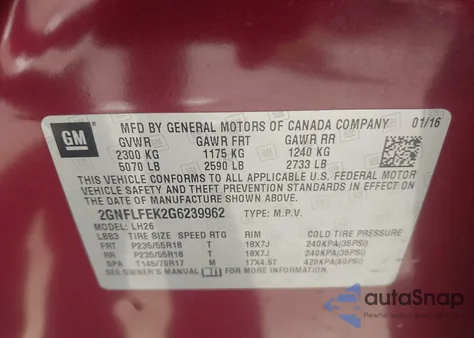 GM
MFD BY GENERAL MOTORS OF CANADA COMPANY 01/16
GVWR GAWR FRT GAWR RR
2300 KG 1175 KG 1240 KG
5070 LB 2590 LB 2733 LB
THIS VEHICLE CONFORMS TO ALL APPLICABLE U.S. FEDERAL MOTOR
VEHICLE SAFETY, BUMPER, AND THEFT PREVENTION STANDARDS IN EFFECT
ON THE DATE OF MANUFACTURE SHOWN ABOVE.
2GNFLFEK2G6239962 TYPE: M.P.V.
MODEL: LH26
TIRE SIZE SPEED RTG RIM COLD TIRE PRESSURE
FRT P235/55R18 T 18X7J 240KPA(35PSI)
RR P235/55R18 T 18X7J 240KPA(35PSI)
SPA T145/70R17 M 17X4.5T 420KPA(60PSI)
SEE OWNER'S MANUAL FOR MORE INFORMATION.
autoSnap